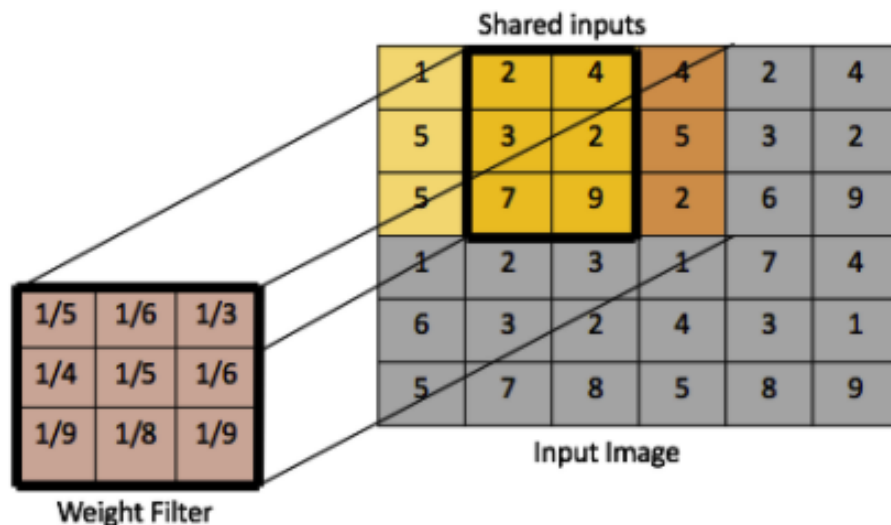 Shared inputs
1 2 4 4 2 4
5 3 2 5 3 2
5 7 9 2 6 9
1 2 3 1 7 4
6 3 2 4 3 1
5 7 8 5 8 9
Input Image
1/5 1/6 1/3
1/4 1/5 1/6
1/9 1/8 1/9
Weight Filter